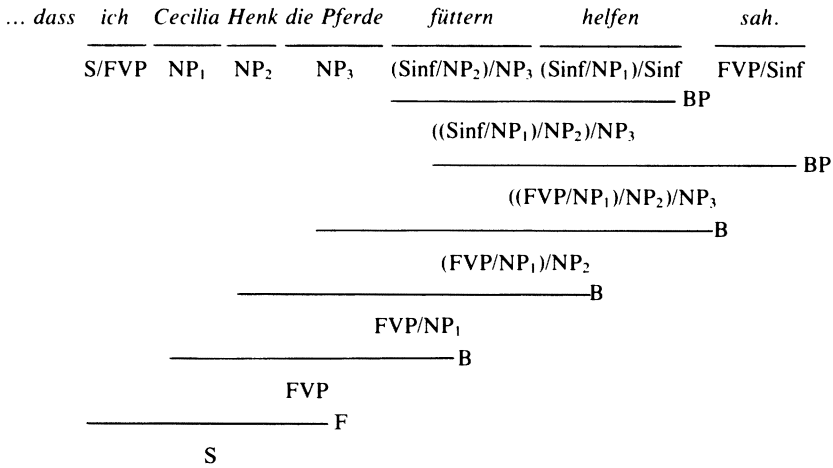 ... dass ich Cecilia Henk die Pferde füttern helfen sah.
S/FVP NP₁ NP₂ NP₃ (Sinf/NP₂)/NP₃ (Sinf/NP₁)/Sinf FVP/Sinf
BP
((Sinf/NP₁)/NP₂)/NP₃
BP
((FVP/NP₁)/NP₂)/NP₃
B
(FVP/NP₁)/NP₂
B
FVP/NP₁
B
FVP
F
S